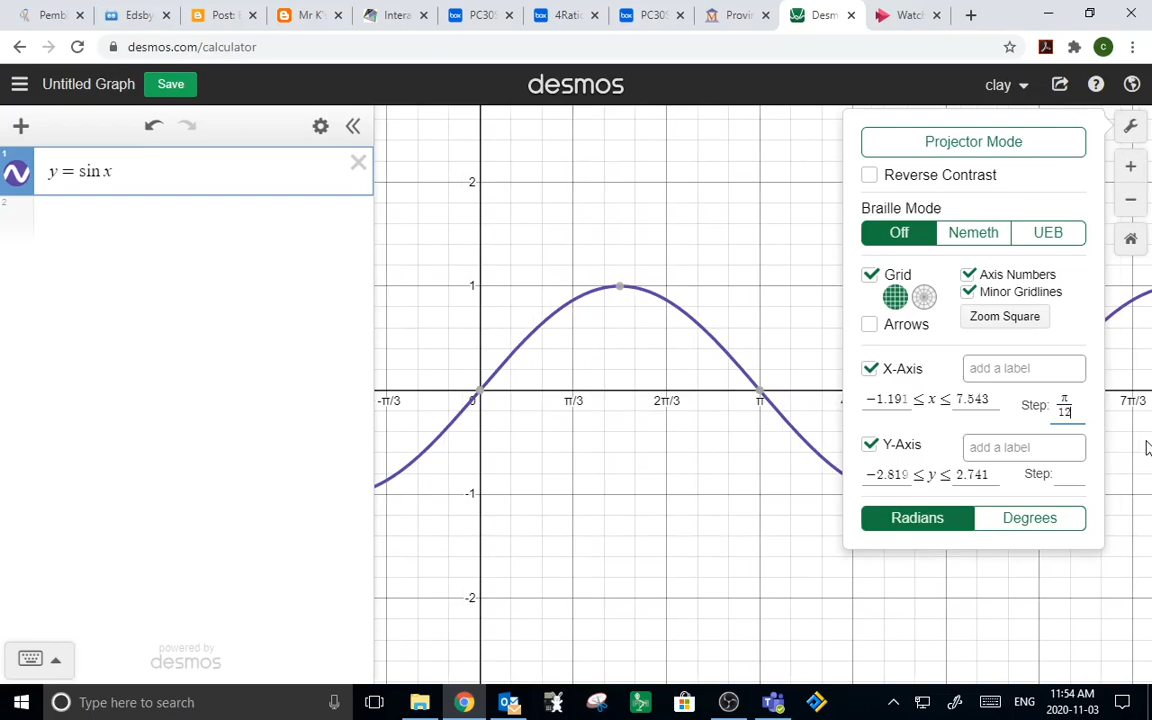 Pemb
Edsby
Post:
Mr K's
Intera
PC30S
4Ratic
PC30S
Provin
Desm
Watch
desmos.com/calculator
C
Untitled Graph
Save
desmos
clay
1
y = sin x
2
powered by
desmos
2
1
-1
-2
-π/3
0
π/3
2π/3
π
7π/3
Projector Mode
Reverse Contrast
Braille Mode
Off
Nemeth
UEB
Grid
Axis Numbers
Minor Gridlines
Arrows
Zoom Square
X-Axis
add a label
−1.191 ≤ x ≤ 7.543
Step: π/12
Y-Axis
add a label
−2.819 ≤ y ≤ 2.741
Step:
Radians
Degrees
Type here to search
ENG
11:54 AM
2020-11-03